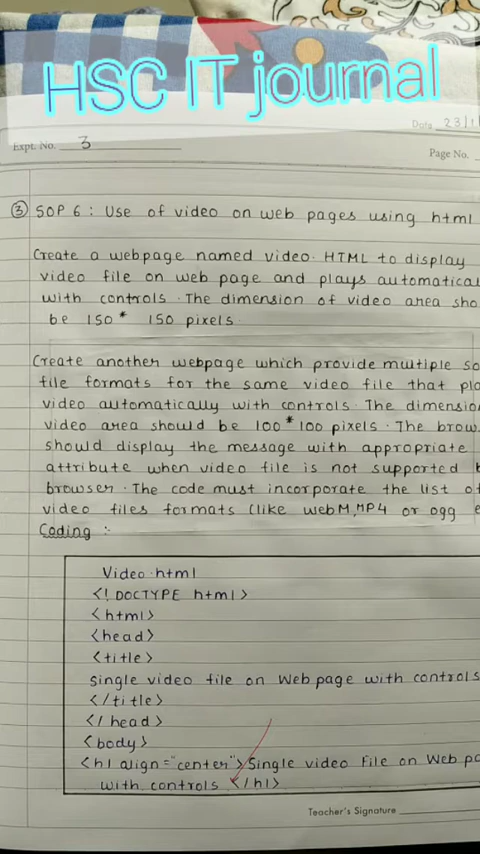 HSC IT journal
Date 23/1
Expt. No. 3
Page No.
③ SOP 6 : Use of video on web pages using html
Create a webpage named video. HTML to display
video file on web page and plays automatical
with controls. The dimension of video area sho
be 150 * 150 pixels.
Create another webpage which provide multiple so
file formats for the same video file that pla
video automatically with controls. The dimensio
video area should be 100 * 100 pixels. The brow
should display the message with appropriate
attribute when video file is not supported b
browser. The code must incorporate the list of
video files formats (like webM, MP4 or ogg e
Coding :
Video.html
<! DOCTYPE html>
<html>
<head>
<title>
Single video file on Web page with controls
</title>
</head>
<body>
<h1 align="center">Single video File on Web pa
with controls </h1>
Teacher's Signature